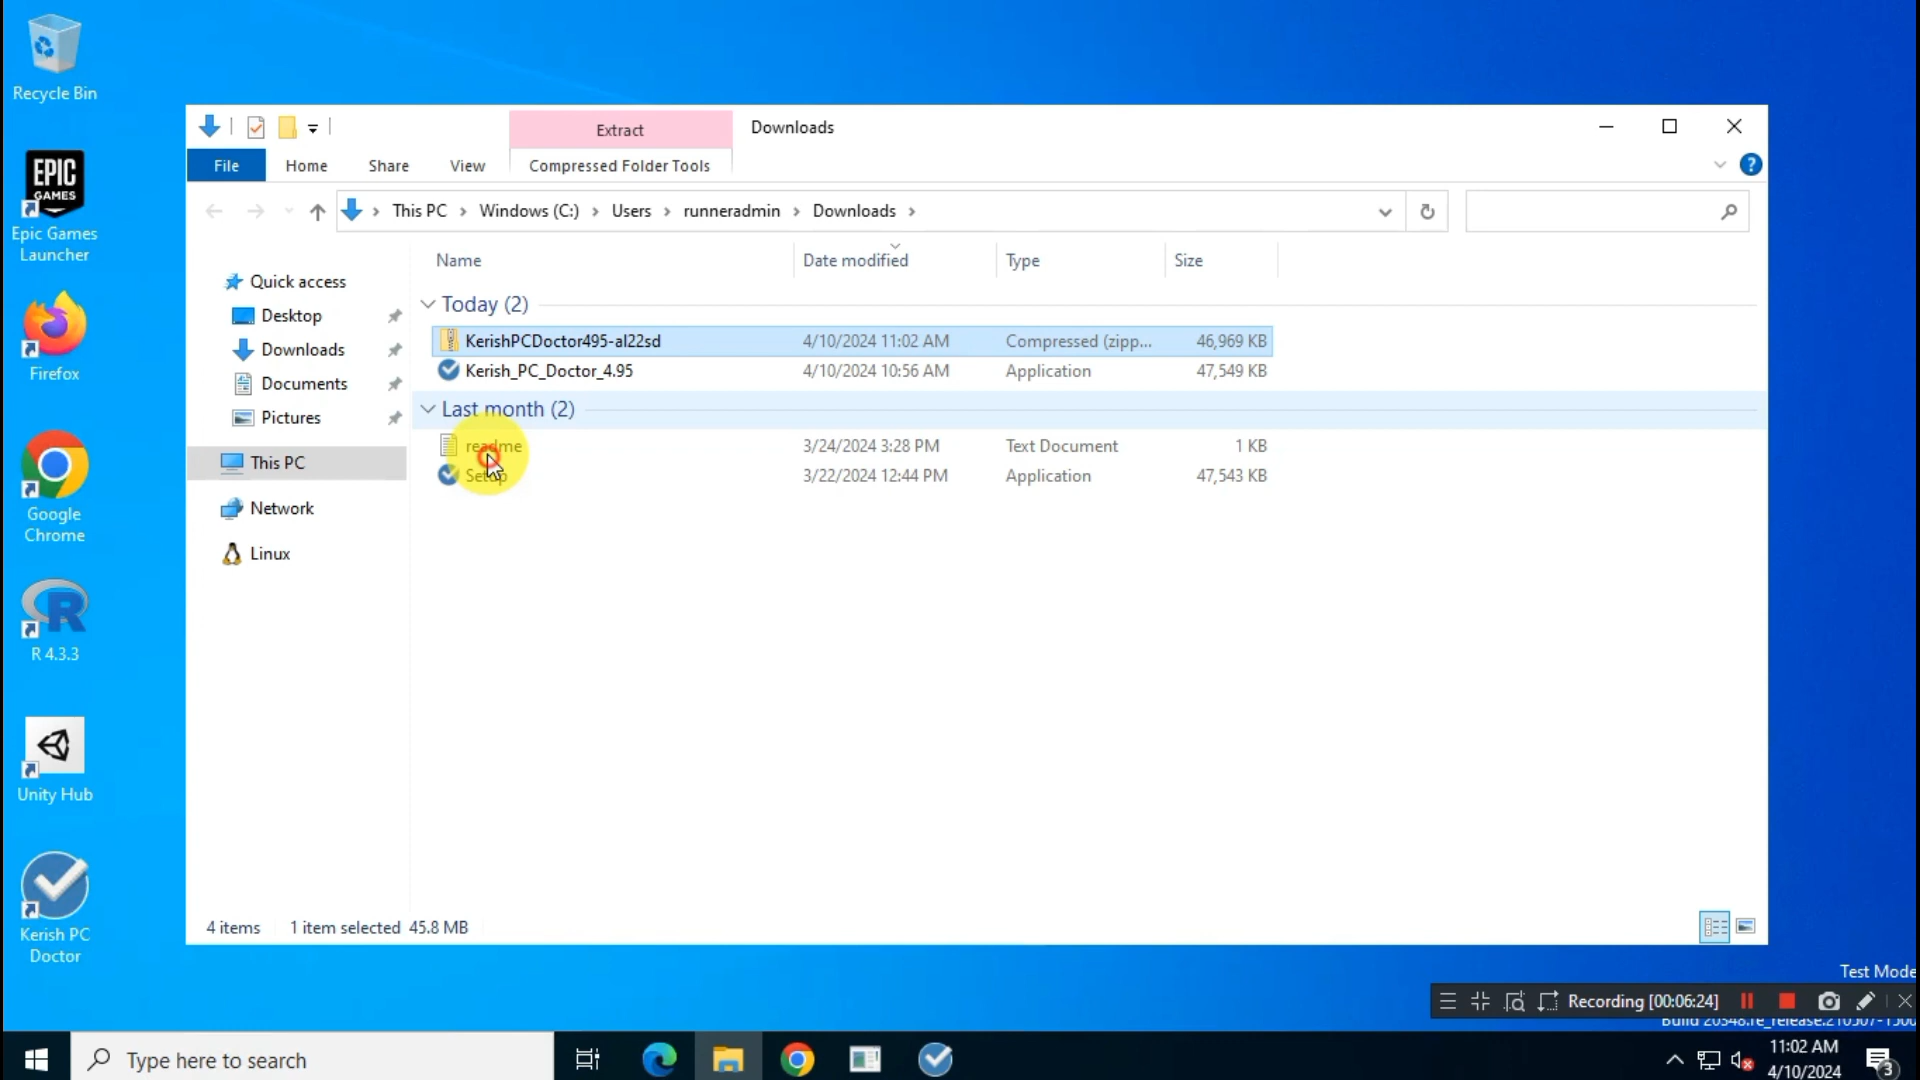 Recycle Bin
EPIC
GAMES
Epic Games
Launcher
Firefox
Google
Chrome
R 4.3.3
Unity Hub
Kerish PC
Doctor
Extract
Downloads
File
Home
Share
View
Compressed Folder Tools
?
This PC > Windows (C:) > Users > runneradmin > Downloads >
Name
Date modified
Type
Size
Quick access
Desktop
Downloads
Documents
Pictures
This PC
Network
Linux
Today (2)
KerishPCDoctor495-al22sd 4/10/2024 11:02 AM Compressed (zipp... 46,969 KB
Kerish_PC_Doctor_4.95 4/10/2024 10:56 AM Application 47,549 KB
Last month (2)
readme 3/24/2024 3:28 PM Text Document 1 KB
Setup 3/22/2024 12:44 PM Application 47,543 KB
4 items 1 item selected 45.8 MB
Test Mode
Recording [00:06:24]
Build 20348.fe_release.210507-1500
Type here to search
11:02 AM
4/10/2024
3